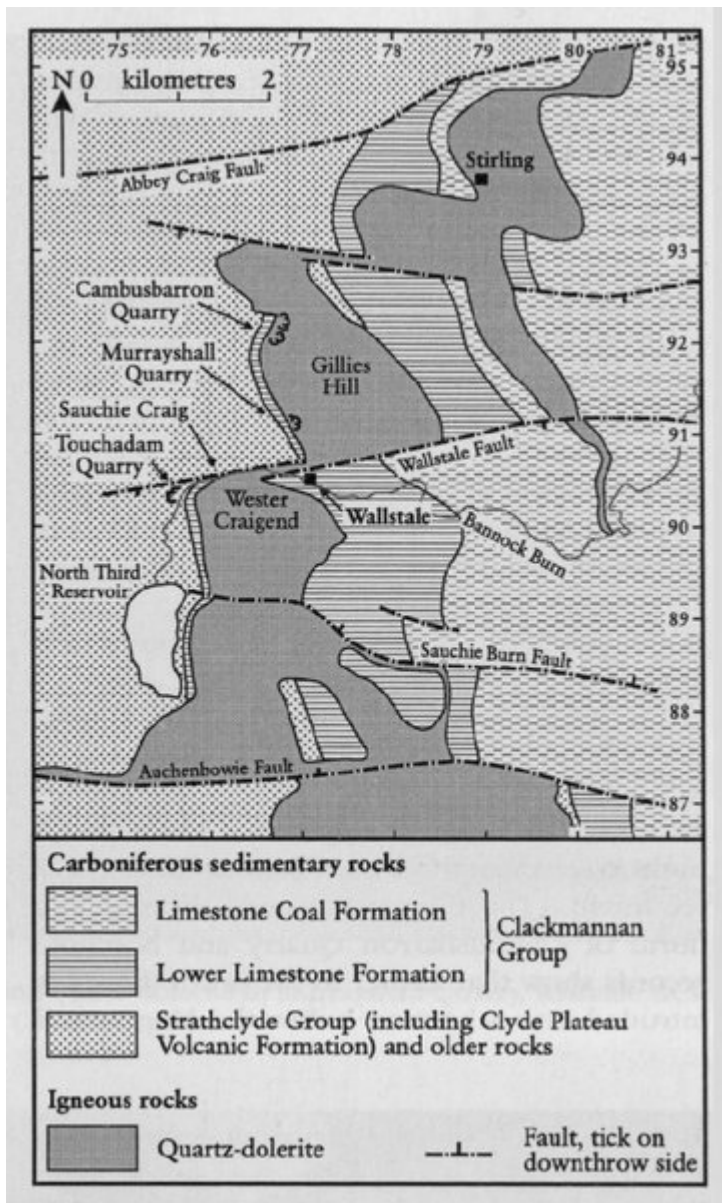 75 76 77 78 79 80 81
N 0 kilometres 2
95
Stirling
94
Abbey Craig Fault
93
Cambusbarron
Quarry
92
Murrayshall
Quarry
Gillies
Hill
Sauchie Craig
91
Touchadam
Quarry
Wallstale Fault
Wester
Craigend
Wallstale
90
Bannock Burn
North Third
Reservoir
89
Sauchie Burn Fault
88
Auchenbowie Fault
87
Carboniferous sedimentary rocks
Limestone Coal Formation
Clackmannan
Group
Lower Limestone Formation
Strathclyde Group (including Clyde Plateau
Volcanic Formation) and older rocks
Igneous rocks
Quartz-dolerite
Fault, tick on
downthrow side